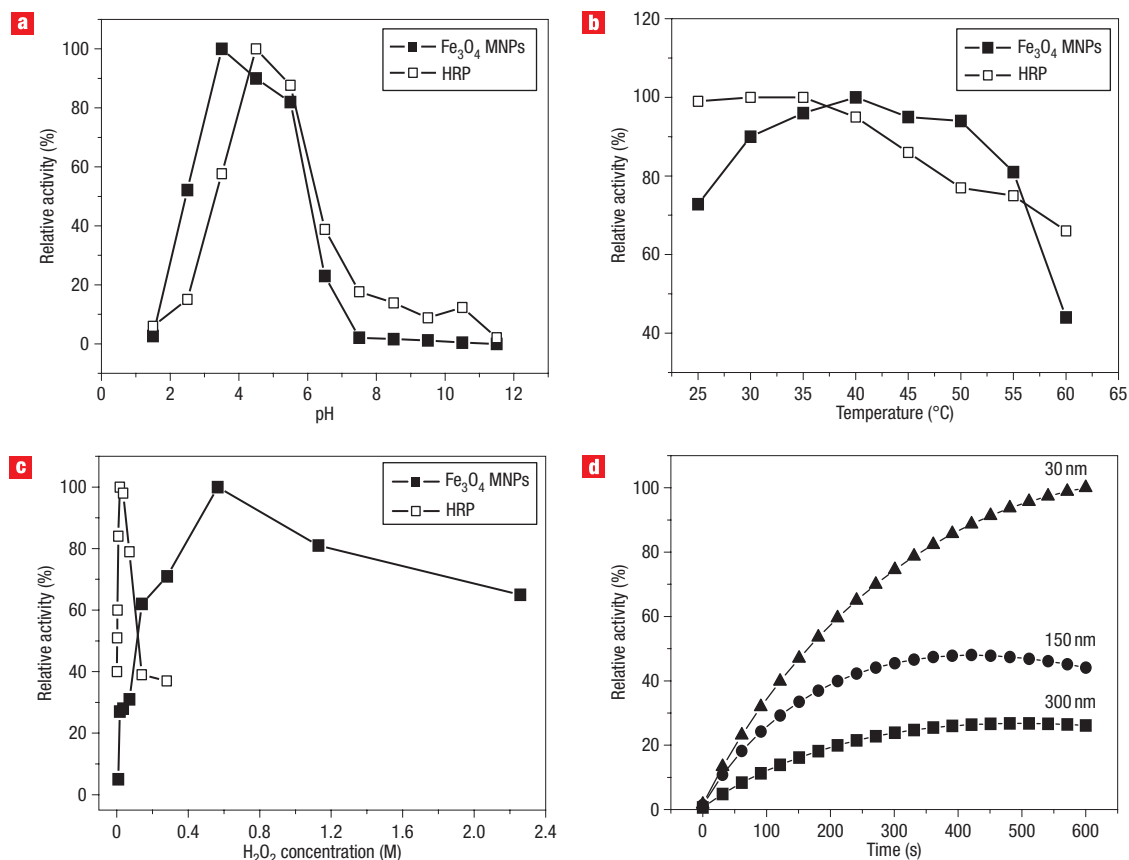 a
Relative activity (%)
100
80
60
40
20
0
Fe₃O₄ MNPs
HRP
0 2 4 6 8 10 12 14
pH
b
Relative activity (%)
120
100
80
60
40
Fe₃O₄ MNPs
HRP
25 30 35 40 45 50 55 60 65
Temperature (°C)
c
Relative activity (%)
100
80
60
40
20
0
Fe₃O₄ MNPs
HRP
0 0.4 0.8 1.2 1.6 2.0 2.4
H₂O₂ concentration (M)
d
Relative activity (%)
100
80
60
40
20
0
30 nm
150 nm
300 nm
0 100 200 300 400 500 600
Time (s)